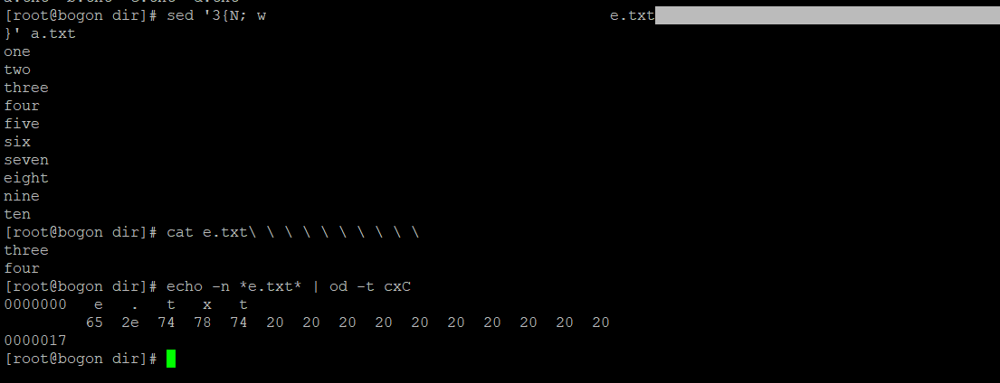 [root@bogon dir]# sed '3{N; w                                      e.txt
}' a.txt
one
two
three
four
five
six
seven
eight
nine
ten
[root@bogon dir]# cat e.txt\ \ \ \ \ \ \ \ \ \
three
four
[root@bogon dir]# echo -n *e.txt* | od -t cxC
0000000   e   .   t   x   t
         65  2e  74  78  74  20  20  20  20  20  20  20  20  20  20
0000017
[root@bogon dir]#